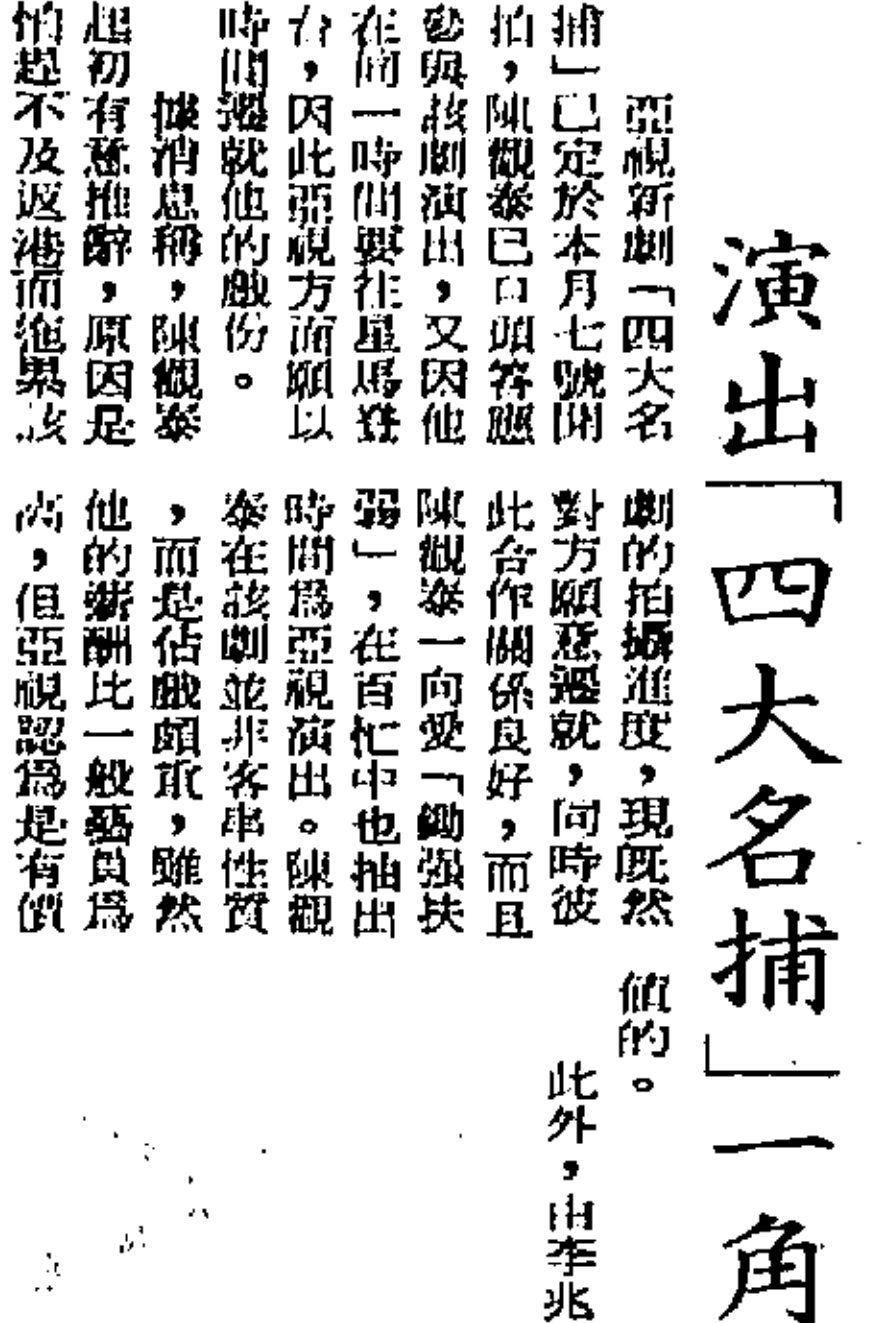 演出「四大名捕」一角
亞視新劇「四大名
捕」已定於本月七號開
拍，陳觀泰已口頭答應
參與該劇演出，又因他
在同一時間要往星馬登
台，因此亞視方面願以
時間遷就他的戲份。
據消息稱，陳觀泰
起初有意推辭，原因是
怕趕不及返港而拖累該
劇的拍攝進度，現既然
對方願意遷就，同時彼
此合作關係良好，而且
陳觀泰一向愛「鋤强扶
弱」，在百忙中也抽出
時間爲亞視演出。陳觀
泰在該劇並非客串性質
，而是佔戲頗重，雖然
他的薪酬比一般藝員爲
高，但亞視認爲是有價
値的。
此外，由李兆